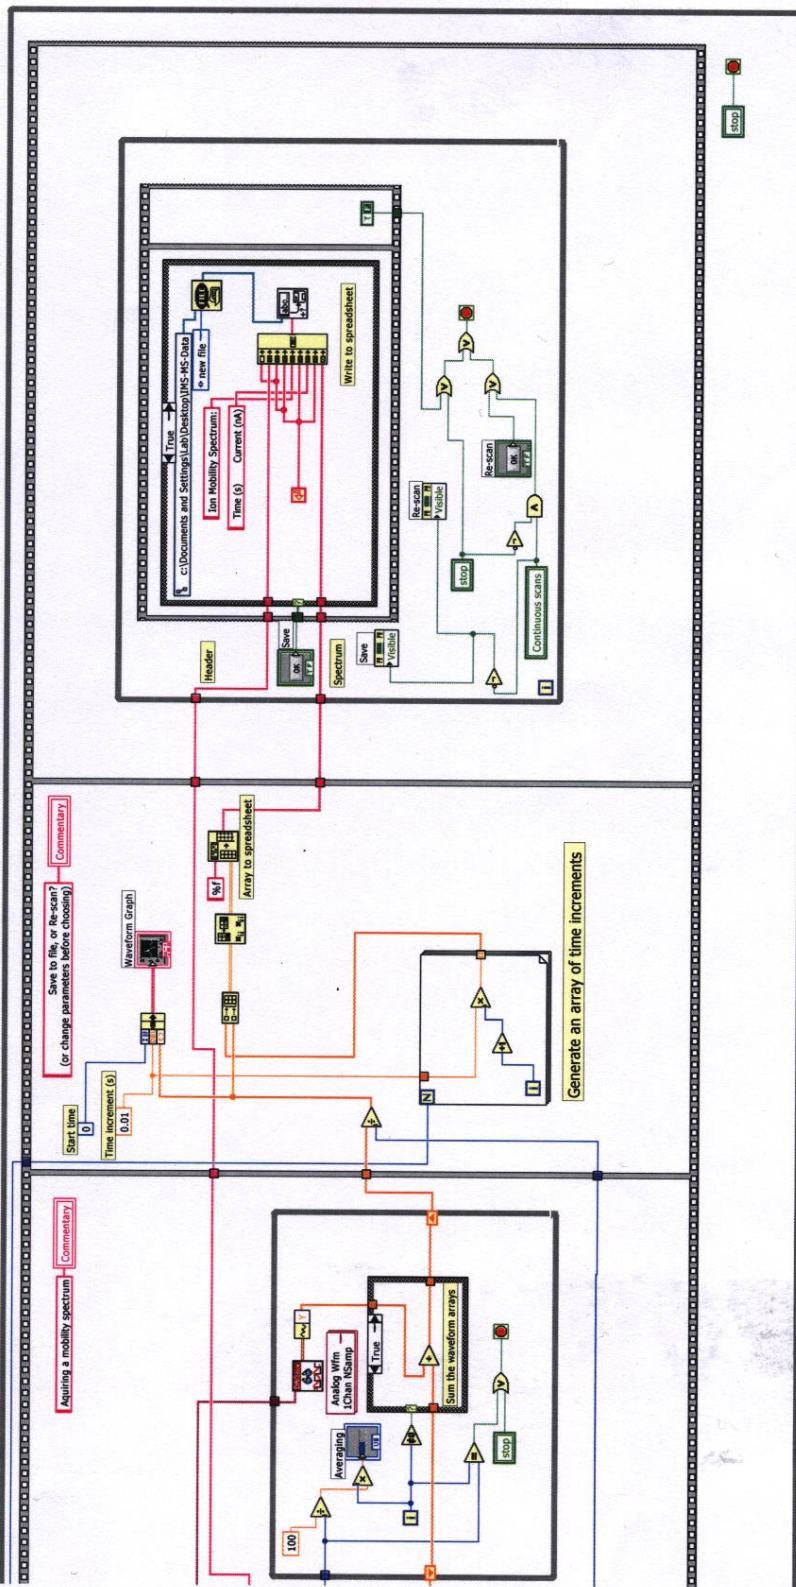 Aquiring a mobility spectrum
Commentary
100
Averaging
i
Analog Wfm
1Chan NSamp
True
Sum the waveform arrays
stop
Save to file, or Re-scan?
(or change parameters before choosing)
Commentary
Start time
0
Time increment (s)
0.01
Waveform Graph
%f
Array to spreadsheet
N
i
Generate an array of time increments
Header
Save
OK
Spectrum
Save
Visible
True
c:\Documents and Settings\Lab\Desktop\IMS-MS-Data
new file
Ion Mobility Spectrum:
Time (s)
Current (nA)
Write to spreadsheet
Re-scan
Visible
stop
Re-scan
OK
Continuous scans
i
stop